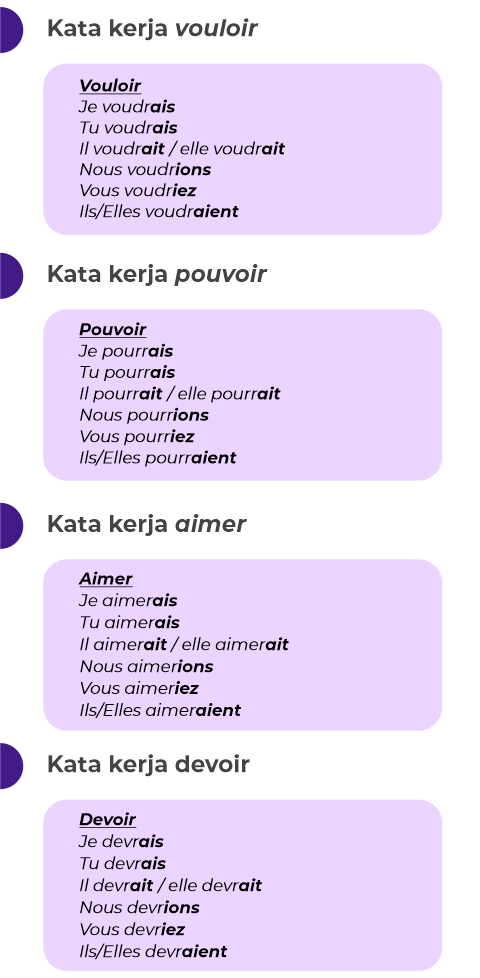 Kata kerja vouloir
Vouloir
Je voudrais
Tu voudrais
Il voudrait / elle voudrait
Nous voudrions
Vous voudriez
Ils/Elles voudraient
Kata kerja pouvoir
Pouvoir
Je pourrais
Tu pourrais
Il pourrait / elle pourrait
Nous pourrions
Vous pourriez
Ils/Elles pourraient
Kata kerja aimer
Aimer
Je aimerais
Tu aimerais
Il aimerait / elle aimerait
Nous aimerions
Vous aimeriez
Ils/Elles aimeraient
Kata kerja devoir
Devoir
Je devrais
Tu devrais
Il devrait / elle devrait
Nous devrions
Vous devriez
Ils/Elles devraient